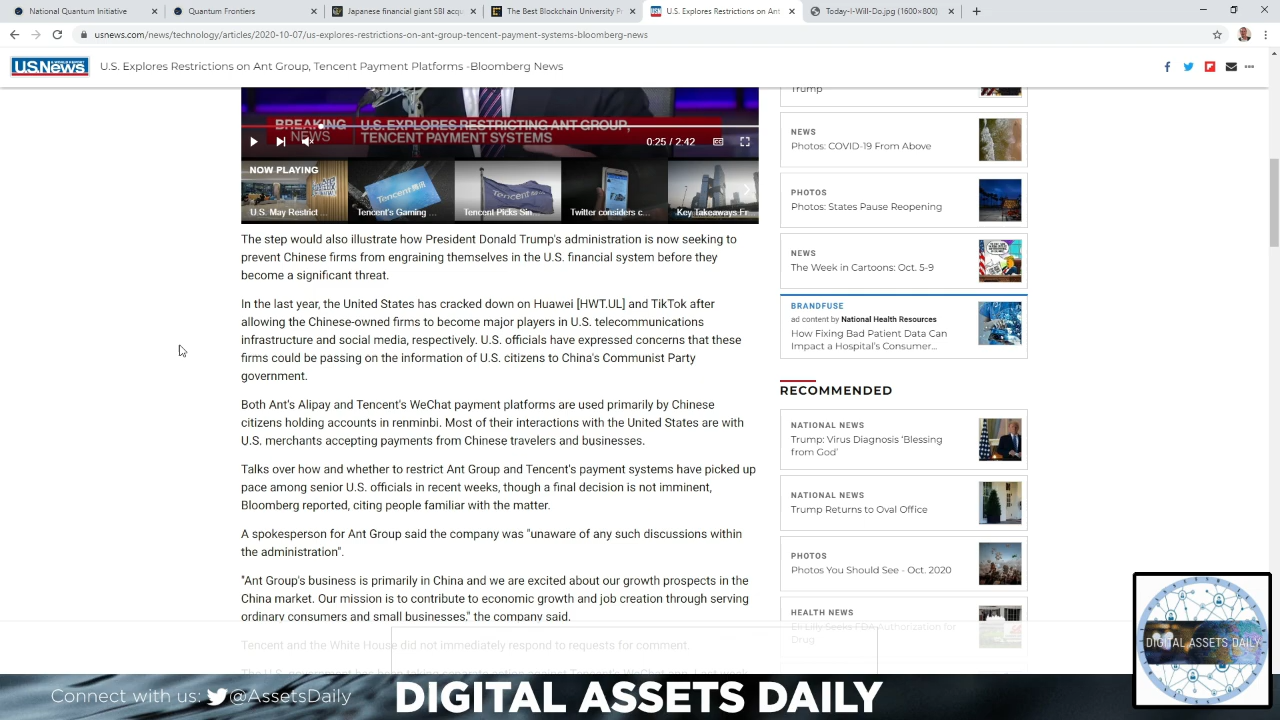 National Quantum Initiative
Quantum Frontiers
Japanese financial giant SBI acqu
The Best Blockchain University Pr
U.S. Explores Restrictions on Ant
Today-I-Will-Do.jpg (1600×800)
usnews.com/news/technology/articles/2020-10-07/us-explores-restrictions-on-ant-group-tencent-payment-systems-bloomberg-news
U.S.News
U.S. Explores Restrictions on Ant Group, Tencent Payment Platforms -Bloomberg News
BREAKING NEWS
U.S. EXPLORES RESTRICTING ANT GROUP,
TENCENT PAYMENT SYSTEMS
0:25 / 2:42
NOW PLAYING
U.S. May Restrict ...
Tencent's Gaming ...
Tencent Picks Sin...
Twitter considers c...
Key Takeaways Fr...
The step would also illustrate how President Donald Trump's administration is now seeking to
prevent Chinese firms from engraining themselves in the U.S. financial system before they
become a significant threat.
In the last year, the United States has cracked down on Huawei [HWT.UL] and TikTok after
allowing the Chinese-owned firms to become major players in U.S. telecommunications
infrastructure and social media, respectively. U.S. officials have expressed concerns that these
firms could be passing on the information of U.S. citizens to China's Communist Party
government.
Both Ant's Alipay and Tencent's WeChat payment platforms are used primarily by Chinese
citizens holding accounts in renminbi. Most of their interactions with the United States are with
U.S. merchants accepting payments from Chinese travelers and businesses.
Talks over how and whether to restrict Ant Group and Tencent's payment systems have picked up
pace among senior U.S. officials in recent weeks, though a final decision is not imminent,
Bloomberg reported, citing people familiar with the matter.
A spokesperson for Ant Group said the company was "unaware of any such discussions within
the administration".
"Ant Group's business is primarily in China and we are excited about our growth prospects in the
China market. Our mission is to contribute to economic growth and job creation through serving
ordinary consumers and small businesses." the company said.
Tencent and the White House did not immediately respond to requests for comment.
Trump
NEWS
Photos: COVID-19 From Above
PHOTOS
Photos: States Pause Reopening
NEWS
The Week in Cartoons: Oct. 5-9
BRANDFUSE
ad content by National Health Resources
How Fixing Bad Patient Data Can
Impact a Hospital's Consumer...
RECOMMENDED
NATIONAL NEWS
Trump: Virus Diagnosis 'Blessing
from God'
NATIONAL NEWS
Trump Returns to Oval Office
PHOTOS
Photos You Should See - Oct. 2020
HEALTH NEWS
Eli Lilly Seeks FDA Authorization for
Drug
DIGITAL ASSETS DAILY
Connect with us: @AssetsDaily
DIGITAL ASSETS DAILY